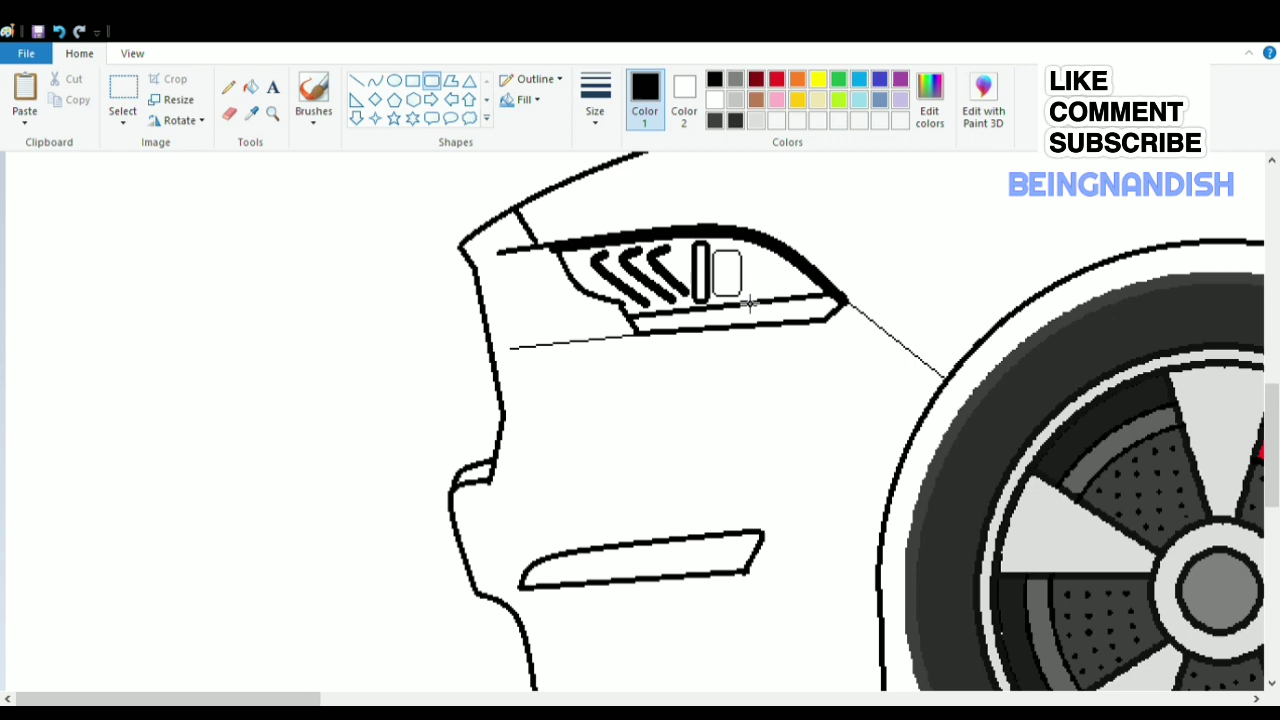 File
Home
View
Paste
Cut
Copy
Clipboard
Select
Crop
Resize
Rotate
Image
Tools
Brushes
Shapes
Outline
Fill
Size
Color
1
Color
2
Colors
Edit
colors
Edit with
Paint 3D
LIKE
COMMENT
SUBSCRIBE
BEINGNANDISH